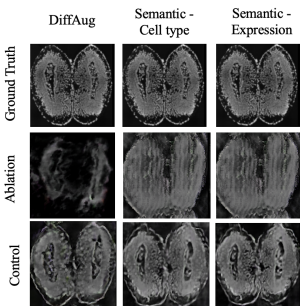 DiffAug
Semantic -
Cell type
Semantic -
Expression
Ground Truth
Ablation
Control